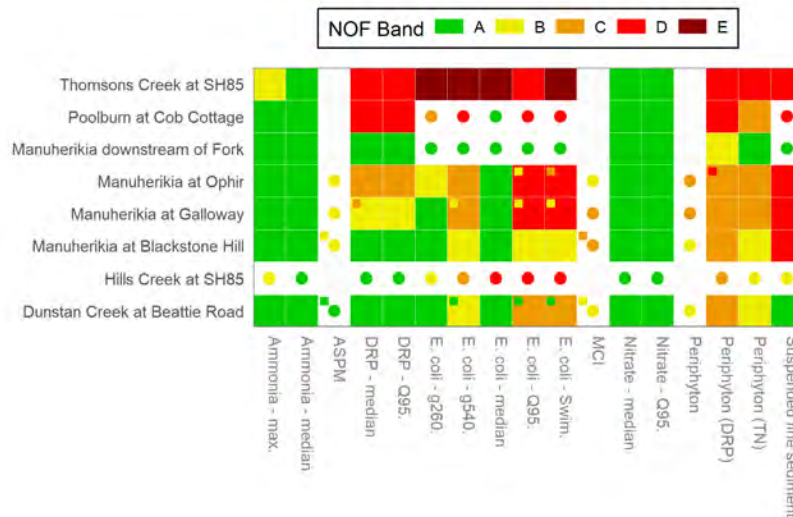 NOF Band A B C D E
Thomsons Creek at SH85
Poolburn at Cob Cottage
Manuherikia downstream of Fork
Manuherikia at Ophir
Manuherikia at Galloway
Manuherikia at Blackstone Hill
Hills Creek at SH85
Dunstan Creek at Beattie Road
Ammonia - max.
Ammonia - median
ASPM
DRP - median
DRP - Q95.
E. coli - g260.
E. coli - g540.
E. coli - median
E. coli - Q95.
E. coli - Swim.
MCI
Nitrate - median
Nitrate - Q95.
Periphyton
Periphyton (DRP)
Periphyton (TN)
Suspended fine sediment